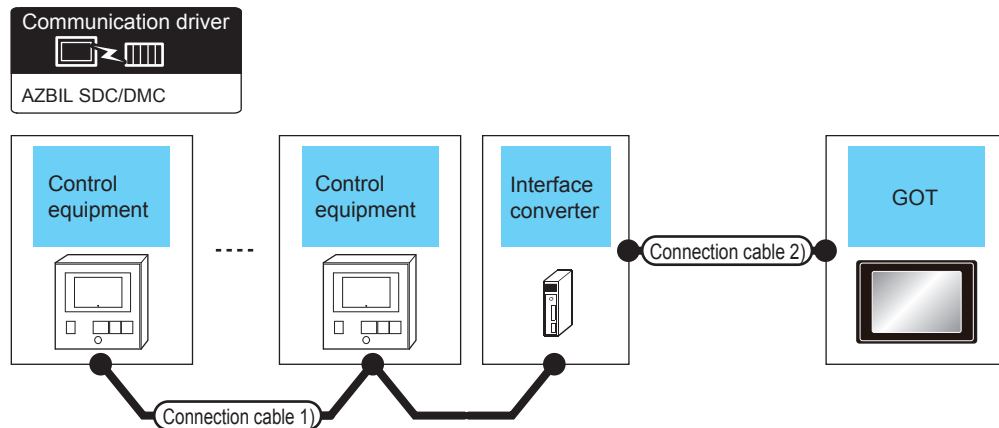 Communication driver
AZBIL SDC/DMC
Control
equipment
Control
equipment
Interface
converter
GOT
Connection cable 2)
Connection cable 1)